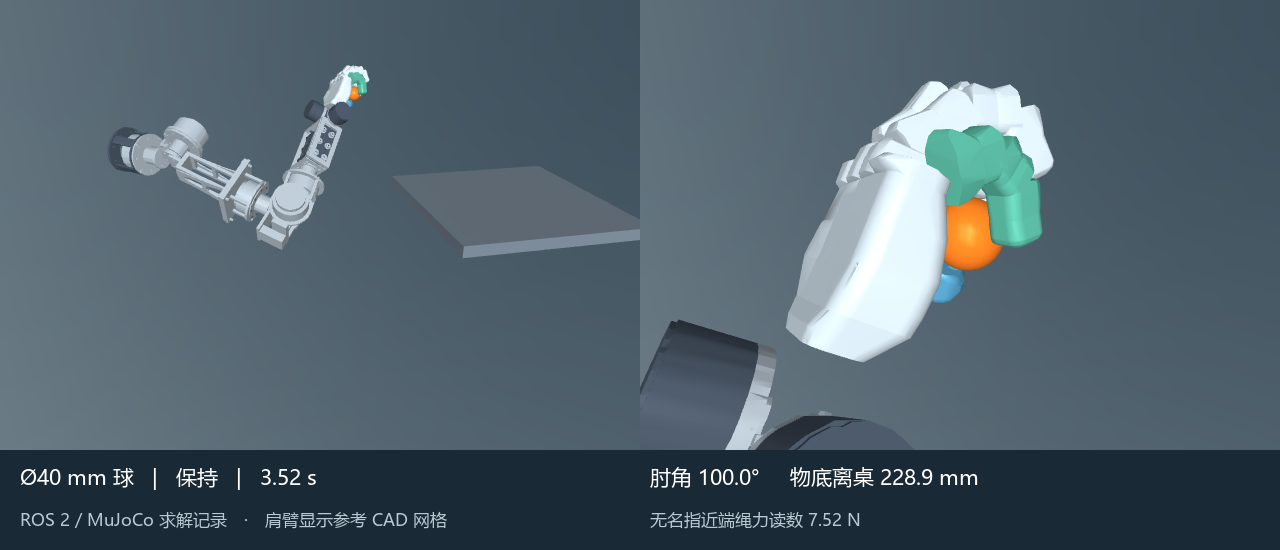 Ø40 mm 球 | 保持 | 3.52 s
ROS 2 / MuJoCo 求解记录 · 肩臂显示参考 CAD 网格
肘角 100.0° 物底离桌 228.9 mm
无名指近端绳力读数 7.52 N